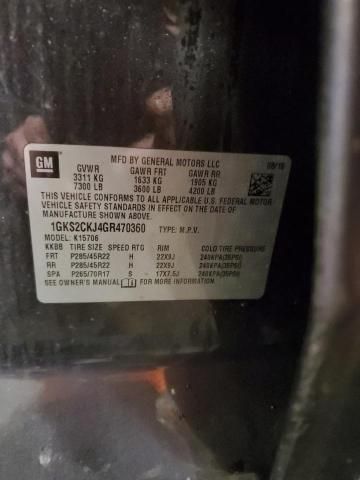 GM
MFD BY GENERAL MOTORS LLC
GVWR GAWR FRT GAWR RR
3311 KG 1633 KG 1905 KG
7300 LB 3600 LB 4200 LB
THIS VEHICLE CONFORMS TO ALL APPLICABLE U.S. FEDERAL MOTOR
VEHICLE SAFETY STANDARDS IN EFFECT ON THE DATE OF
MANUFACTURE SHOWN ABOVE.
1GKS2CKJ4GR470360 TYPE: M.P.V.
MODEL: K15706
KKBB TIRE SIZE SPEED RTG RIM COLD TIRE PRESSURE
FRT P285/45R22 H 22X9J 240KPA(35PSI)
RR P285/45R22 H 22X9J 240KPA(35PSI)
SPA P265/70R17 S 17X7.5J 240KPA(35PSI)
SEE OWNER'S MANUAL FOR MORE INFORMATION.